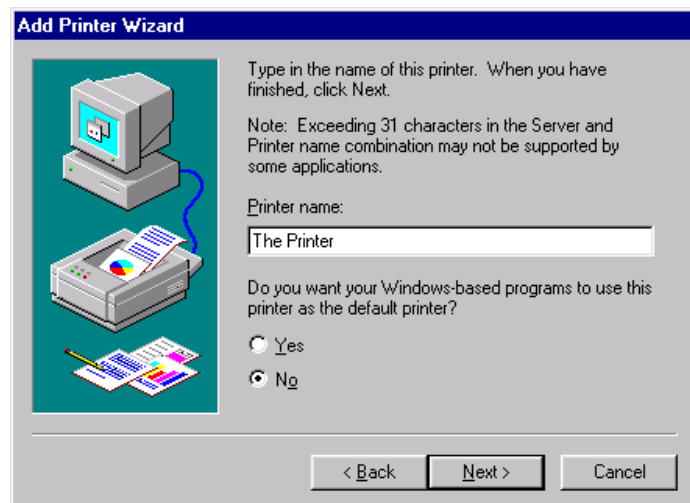 Add Printer Wizard
Type in the name of this printer.  When you have
finished, click Next.
Note:  Exceeding 31 characters in the Server and
Printer name combination may not be supported by
some applications.
Printer name:
The Printer
Do you want your Windows-based programs to use this
printer as the default printer?
Yes
No
< Back
Next >
Cancel